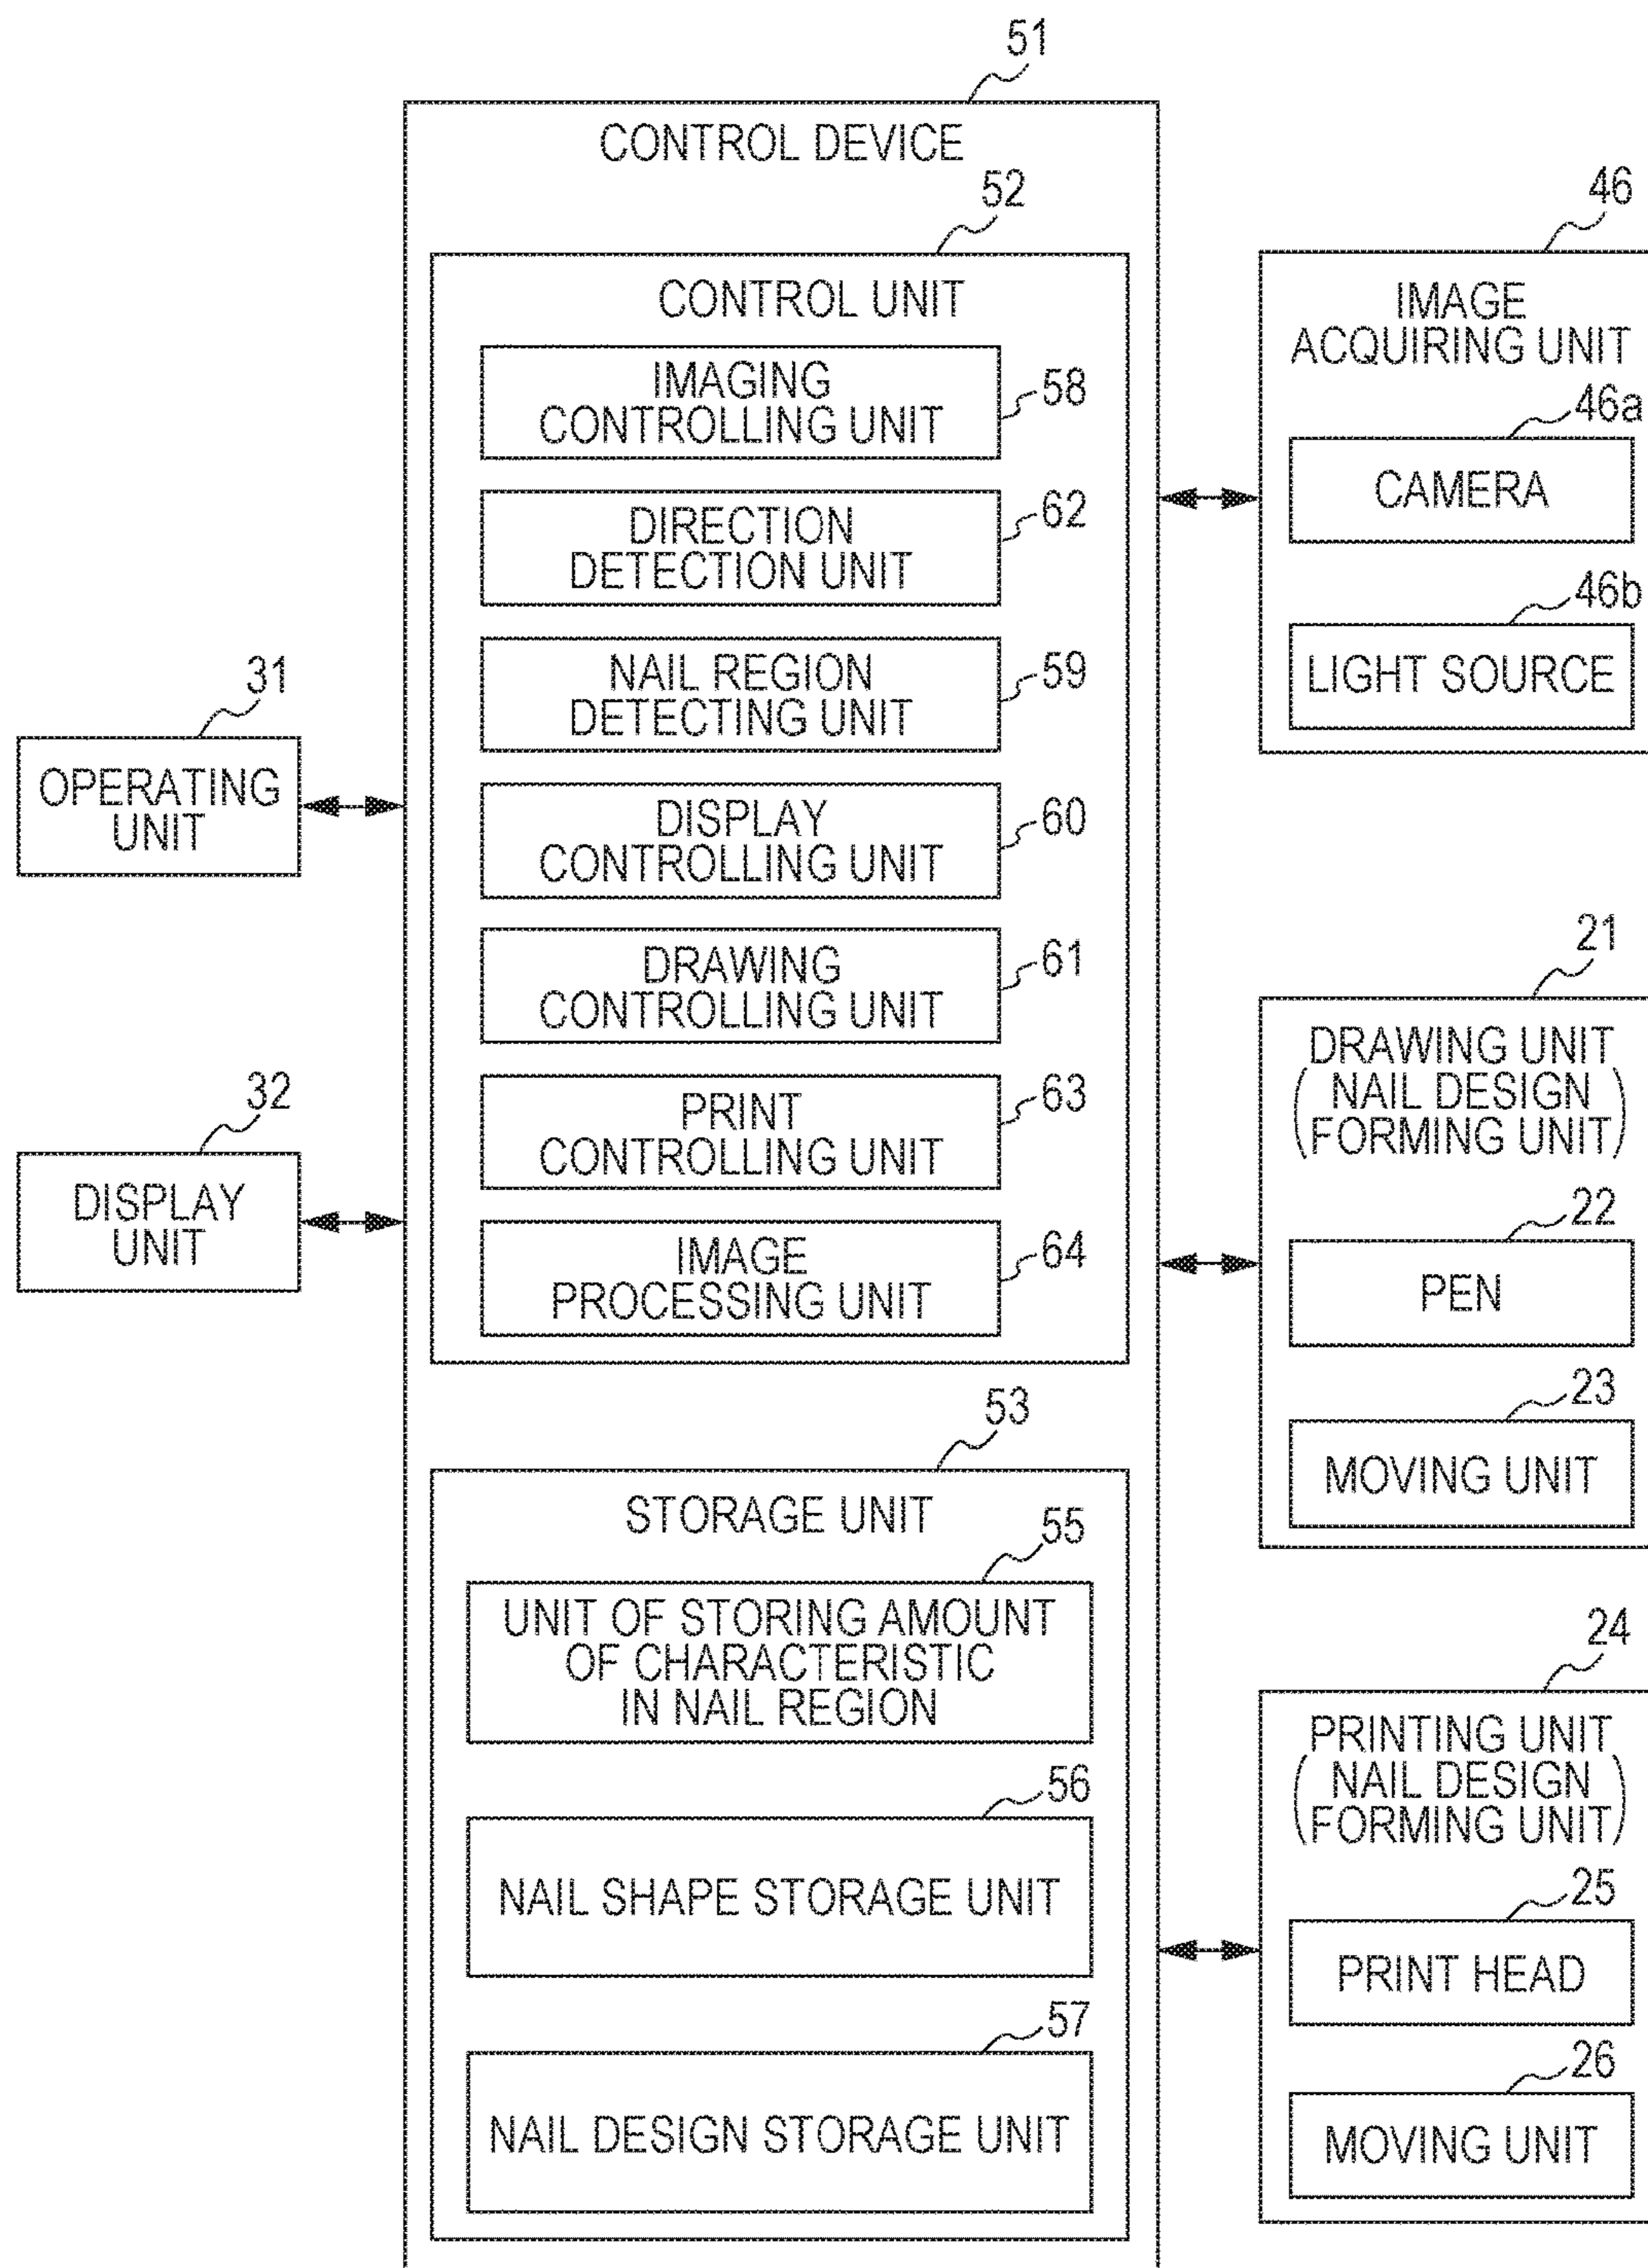 51
CONTROL DEVICE
52
CONTROL UNIT
IMAGING
CONTROLLING UNIT
58
DIRECTION
DETECTION UNIT
62
NAIL REGION
DETECTING UNIT
59
DISPLAY
CONTROLLING UNIT
60
DRAWING
CONTROLLING UNIT
61
PRINT
CONTROLLING UNIT
63
IMAGE
PROCESSING UNIT
64
53
STORAGE UNIT
55
UNIT OF STORING AMOUNT
OF CHARACTERISTIC
IN NAIL REGION
56
NAIL SHAPE STORAGE UNIT
57
NAIL DESIGN STORAGE UNIT
31
OPERATING
UNIT
32
DISPLAY
UNIT
46
IMAGE
ACQUIRING UNIT
46a
CAMERA
46b
LIGHT SOURCE
21
DRAWING UNIT
(NAIL DESIGN
FORMING UNIT)
22
PEN
23
MOVING UNIT
24
PRINTING UNIT
(NAIL DESIGN
FORMING UNIT)
25
PRINT HEAD
26
MOVING UNIT